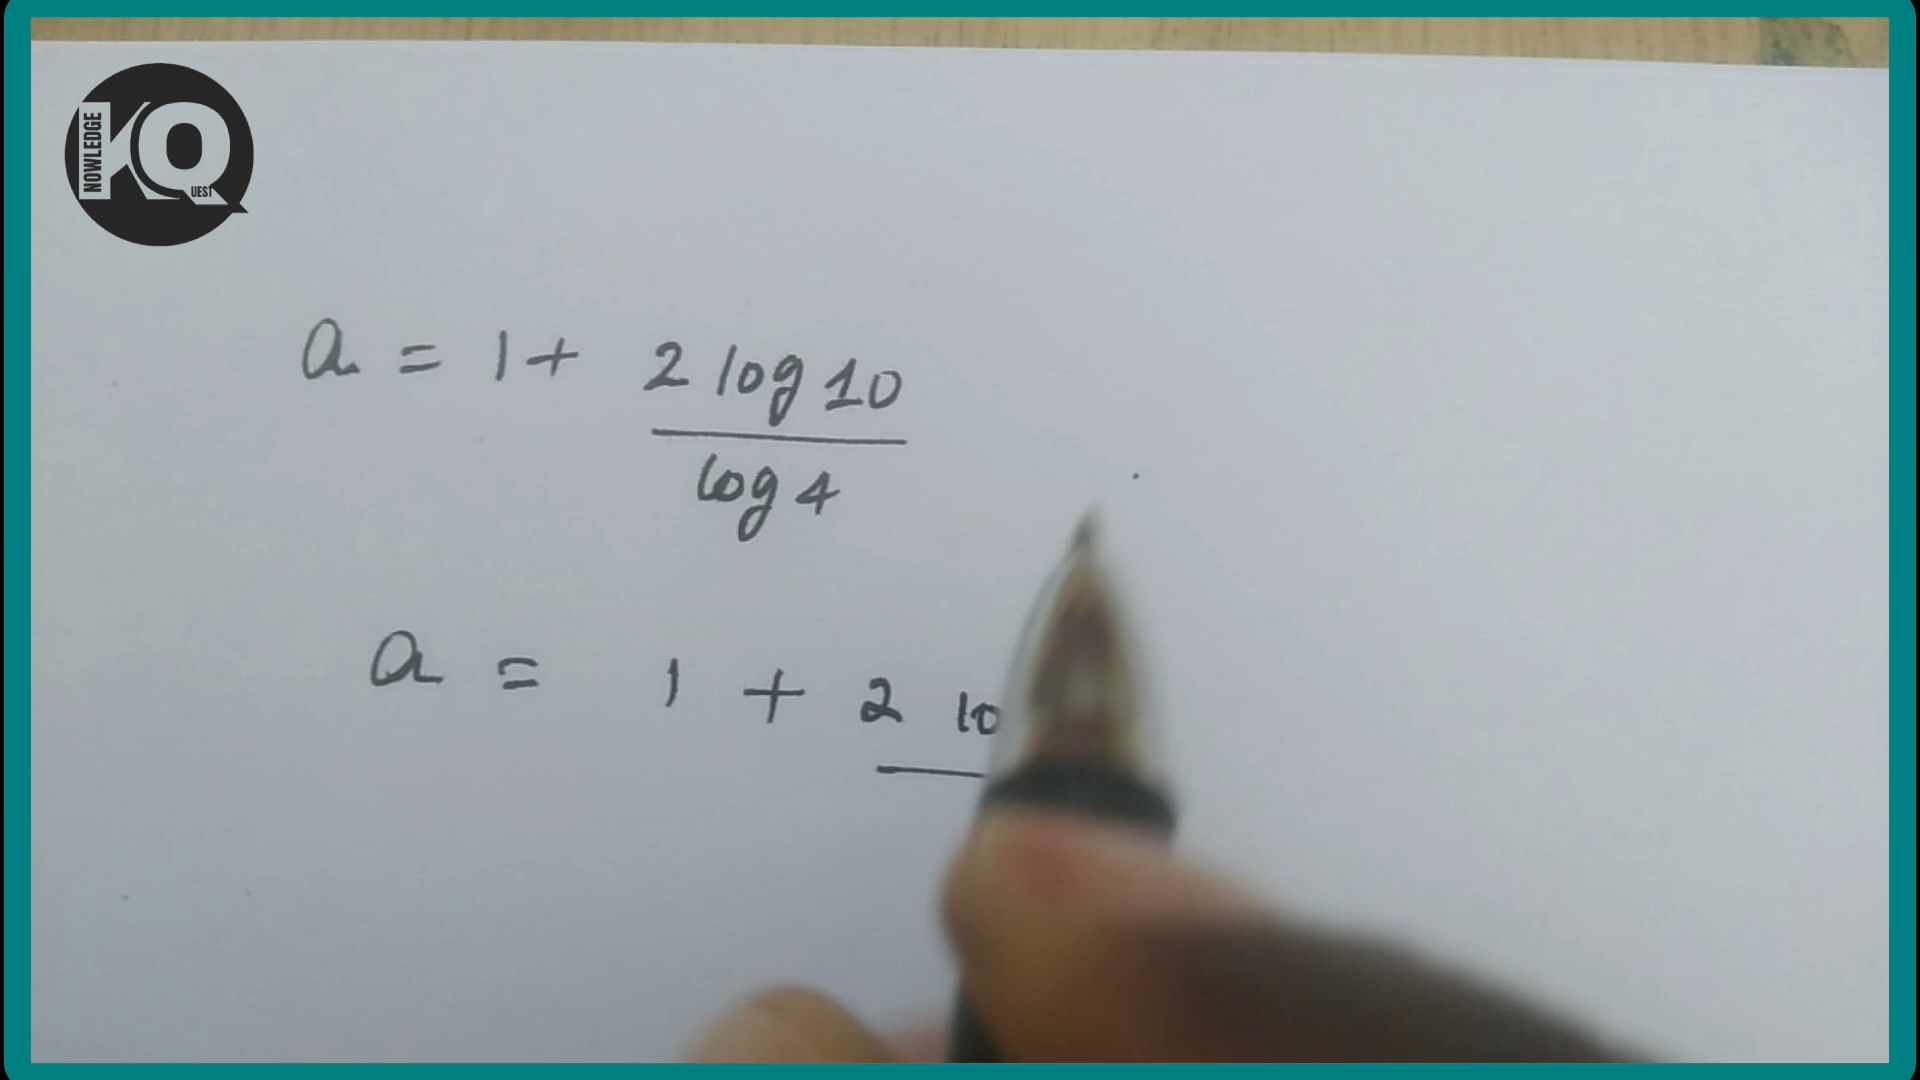 KNOWLEDGE QUEST
a = 1 + 2 log 10
log 4
a = 1 + 2 lo